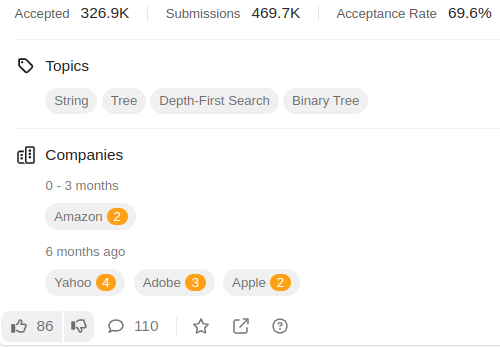 Accepted 326.9K Submissions 469.7K Acceptance Rate 69.6%
Topics
String Tree Depth-First Search Binary Tree
Companies
0 - 3 months
Amazon 2
6 months ago
Yahoo 4 Adobe 3 Apple 2
86 110